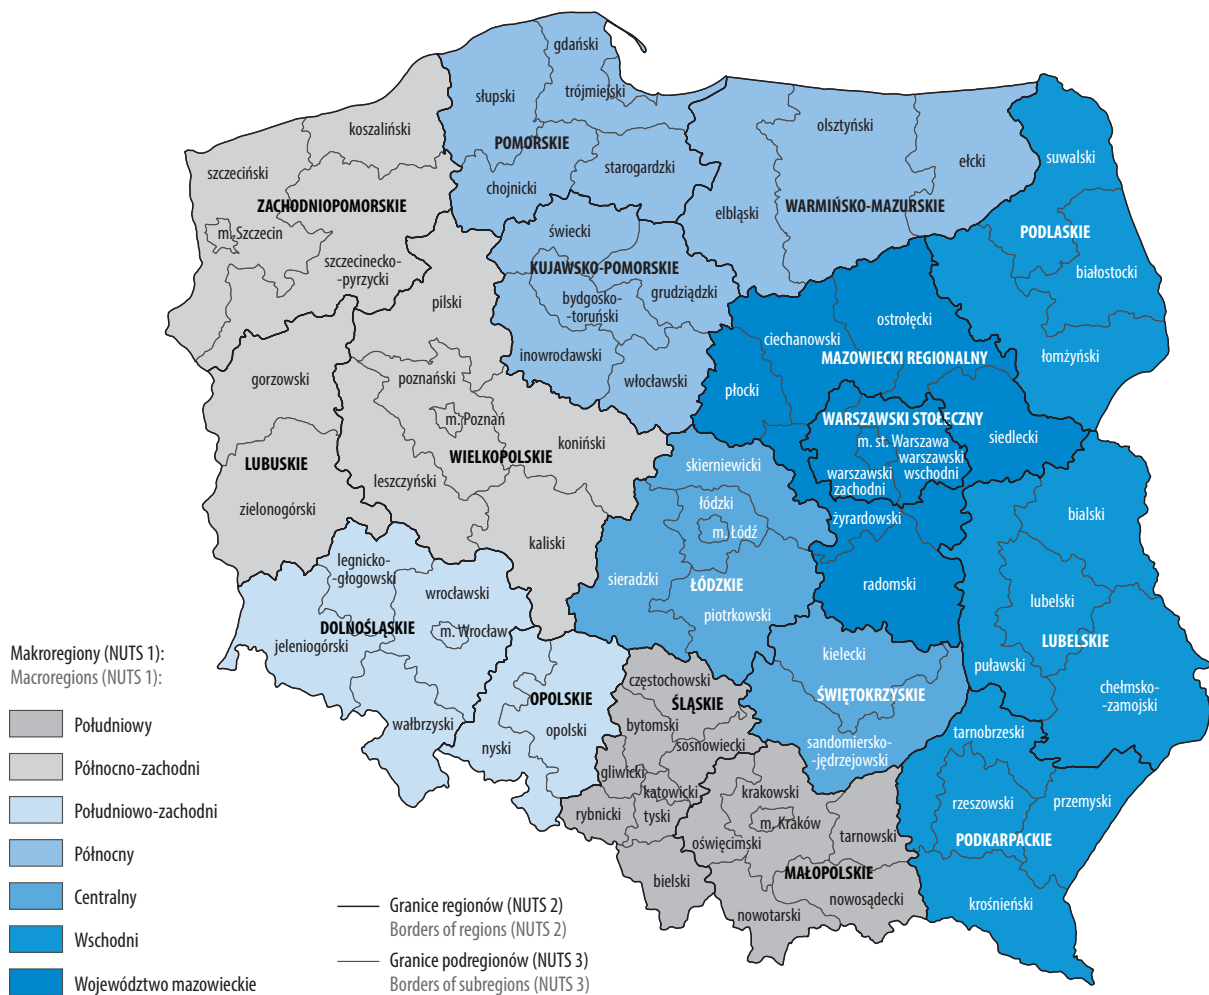 gdański
słupski
trójmiejski
koszaliński
POMORSKIE
olsztyński
ełcki
suwalski
szczeciński
chojnicki
starogardzki
ZACHODNIOPOMORSKIE
elbląski
WARMIŃSKO-MAZURSKIE
m. Szczecin
świecki
PODLASKIE
szczecinecko-
-pyrzycki
KUJAWSKO-POMORSKIE
białostocki
pilski
bydgosko-
-toruński
grudziądzki
ostrołęcki
ciechanowski
inowrocławski
MAZOWIECKI REGIONALNY
łomżyński
gorzowski
poznański
włocławski
płocki
m. Poznań
WARSZAWSKI STOŁECZNY
koniński
m. st. Warszawa
siedlecki
LUBUSKIE
WIELKOPOLSKIE
skierniewicki
warszawski
wschodni
warszawski
zachodni
leszczyński
zielonogórski
łódzki
żyrardowski
bialski
m. Łódź
kaliski
legnicko-
-głogowski
sieradzki
ŁÓDZKIE
radomski
wrocławski
piotrkowski
lubelski
DOLNOŚLĄSKIE
m. Wrocław
LUBELSKIE
jeleniogórski
kielecki
puławski
częstochowski
chełmsko-
-zamojski
OPOLSKIE
ŚLĄSKIE
ŚWIĘTOKRZYSKIE
wałbrzyski
bytomski
opolski
tarnobrzeski
nyski
sosnowiecki
sandomiersko-
-jędrzejowski
gliwicki
katowicki
krakowski
rzeszowski
przemyski
rybnicki
tyski
m. Kraków
tarnowski
oświęcimski
PODKARPACKIE
bielski
MAŁOPOLSKIE
nowosądecki
krośnieński
nowotarski
Makroregiony (NUTS 1):
Macroregions (NUTS 1):
Południowy
Północno-zachodni
Południowo-zachodni
Północny
Centralny
Wschodni
Województwo mazowieckie
Granice regionów (NUTS 2)
Borders of regions (NUTS 2)
Granice podregionów (NUTS 3)
Borders of subregions (NUTS 3)